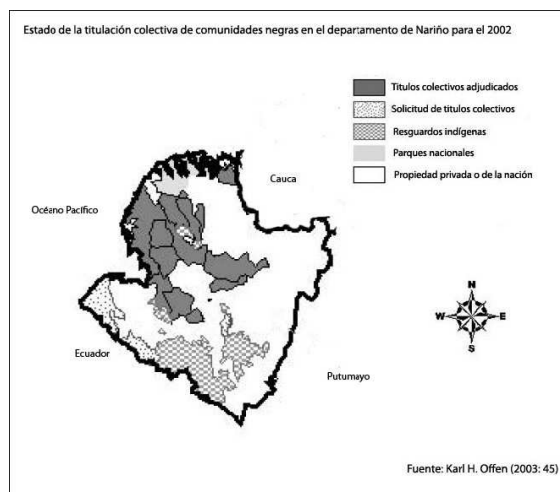 Estado de la titulación colectiva de comunidades negras en el departamento de Nariño para el 2002
Titulos colectivos adjudicados
Solicitud de titulos colectivos
Resguardos indígenas
Parques nacionales
Propiedad privada o de la nación
Cauca
Océano Pacífico
N
W E
S
Ecuador
Putumayo
Fuente: Karl H. Offen (2003: 45)